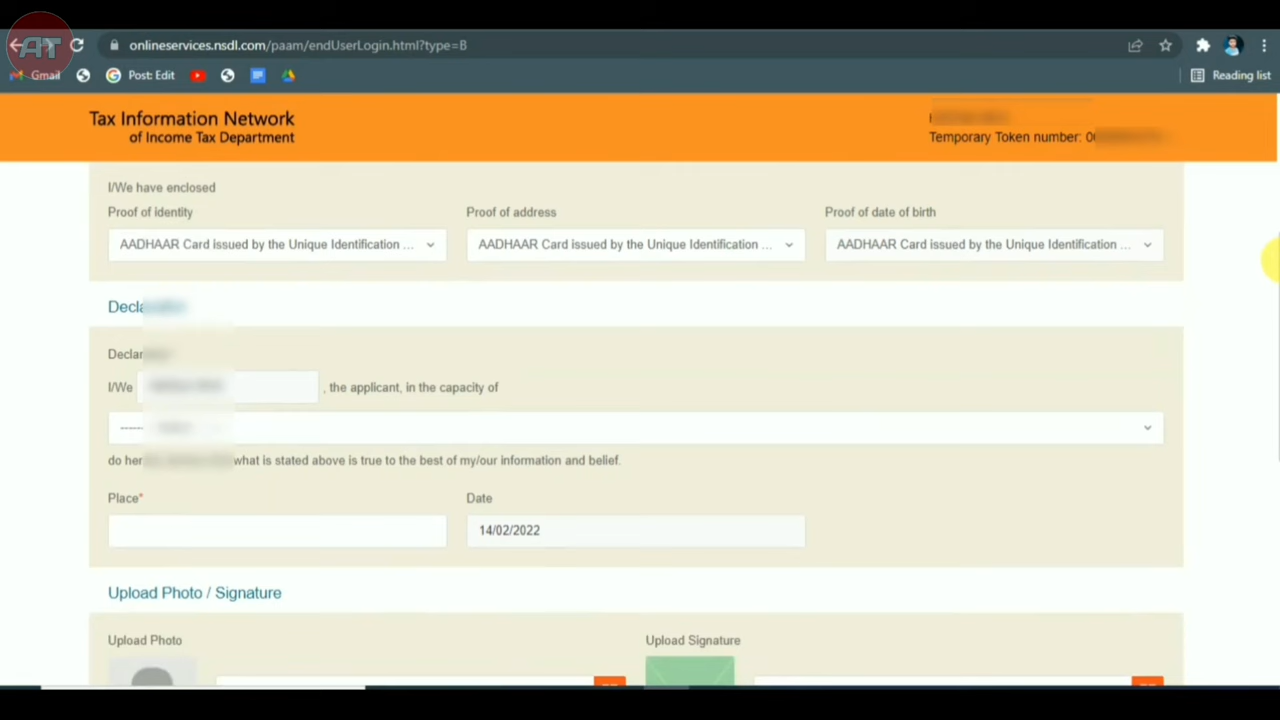 AT
onlineservices.nsdl.com/paam/endUserLogin.html?type=B
Gmail
Post: Edit
Reading list
Tax Information Network
of Income Tax Department
Temporary Token number: 0
I/We have enclosed
Proof of identity
Proof of address
Proof of date of birth
AADHAAR Card issued by the Unique Identification ...
AADHAAR Card issued by the Unique Identification ...
AADHAAR Card issued by the Unique Identification ...
I/We
, the applicant, in the capacity of
do
what is stated above is true to the best of my/our information and belief.
Place*
Date
14/02/2022
Upload Photo / Signature
Upload Photo
Upload Signature